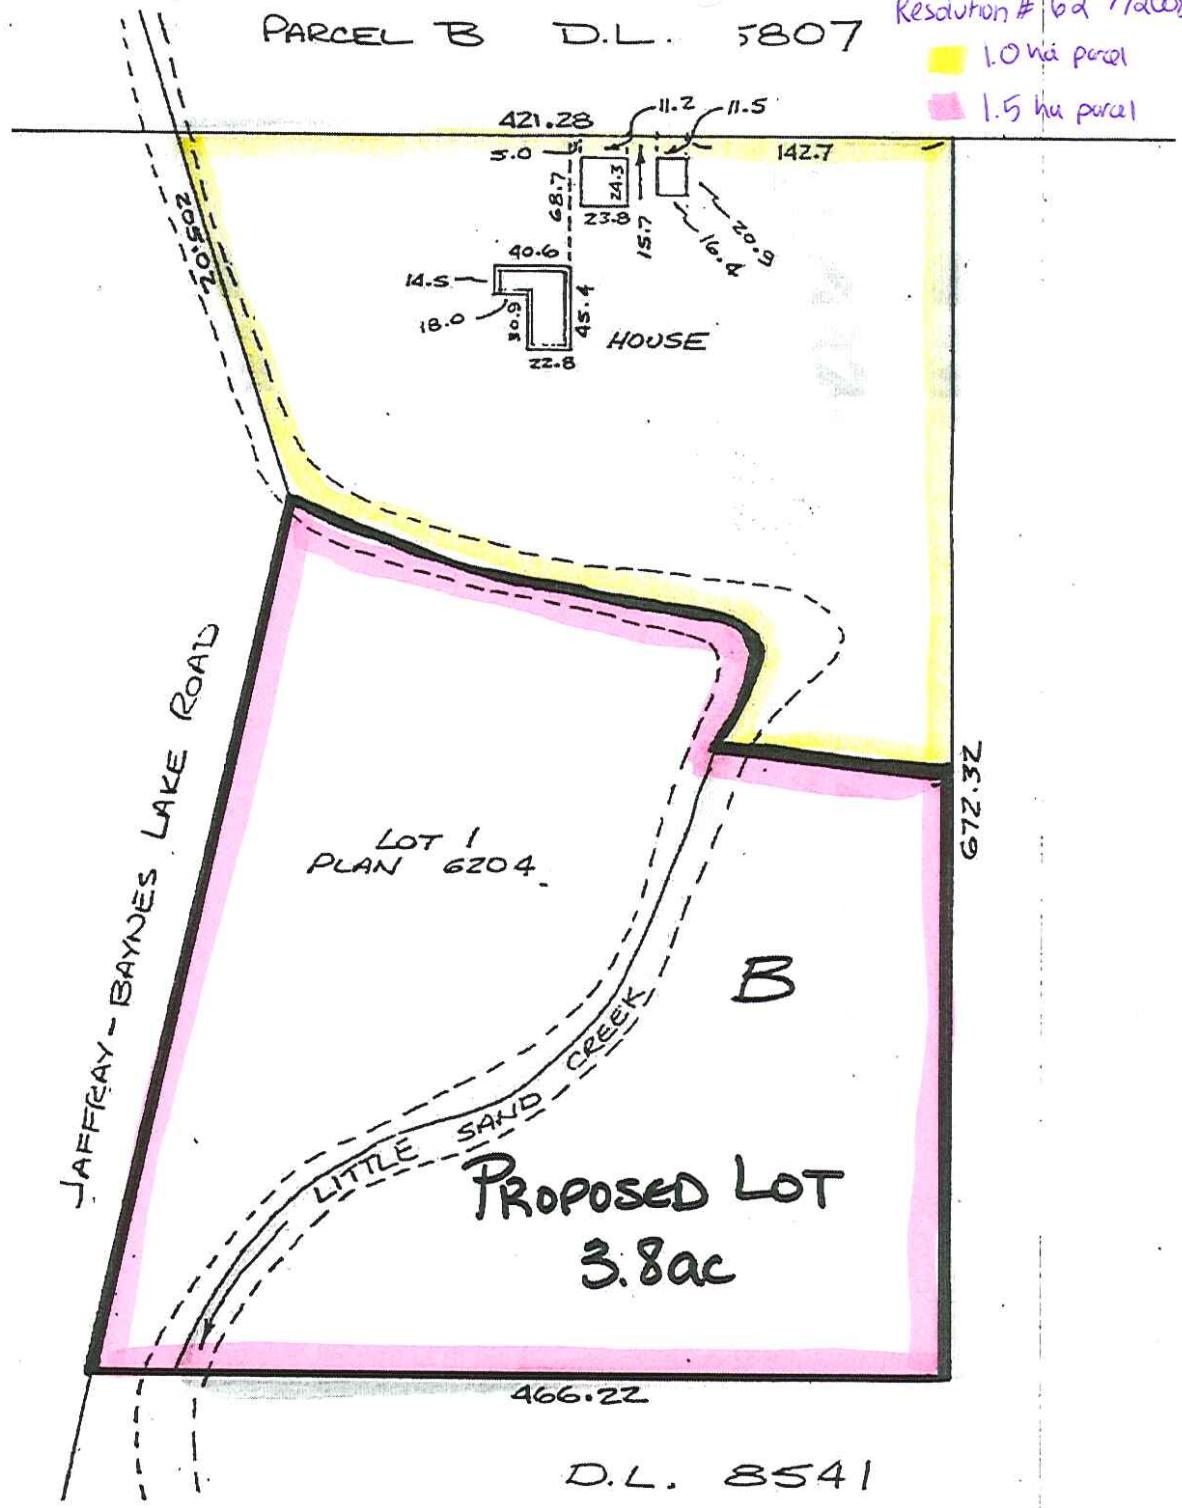 Resolution #
PARCEL B D.L. 5807
1.0 ha parcel
1.5 ha parcel
11.2
11.5
421.28
5.0
142.7
68.7
24.3
23.8
15.7
20.9
16.4
205.02
40.6
14.5
18.0
30.9
45.4
22.8
HOUSE
JAFFRAY-BAYNES LAKE ROAD
672.32
LOT 1
PLAN 6204
B
LITTLE SAND CREEK
PROPOSED LOT
3.8ac
466.22
D.L. 8541